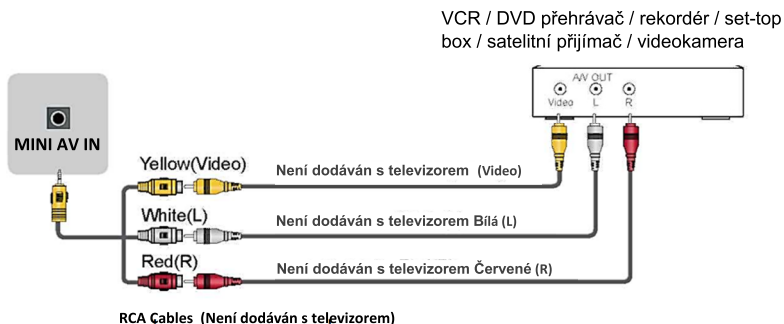 VCR / DVD přehrávač / rekordér / set-top
box / satelitní přijímač / videokamera
A/V OUT
Video L R
MINI AV IN
Yellow(Video)
Není dodáván s televizorem (Video)
White(L)
Není dodáván s televizorem Bílá (L)
Red(R)
Není dodáván s televizorem Červené (R)
RCA Cables (Není dodáván s televizorem)